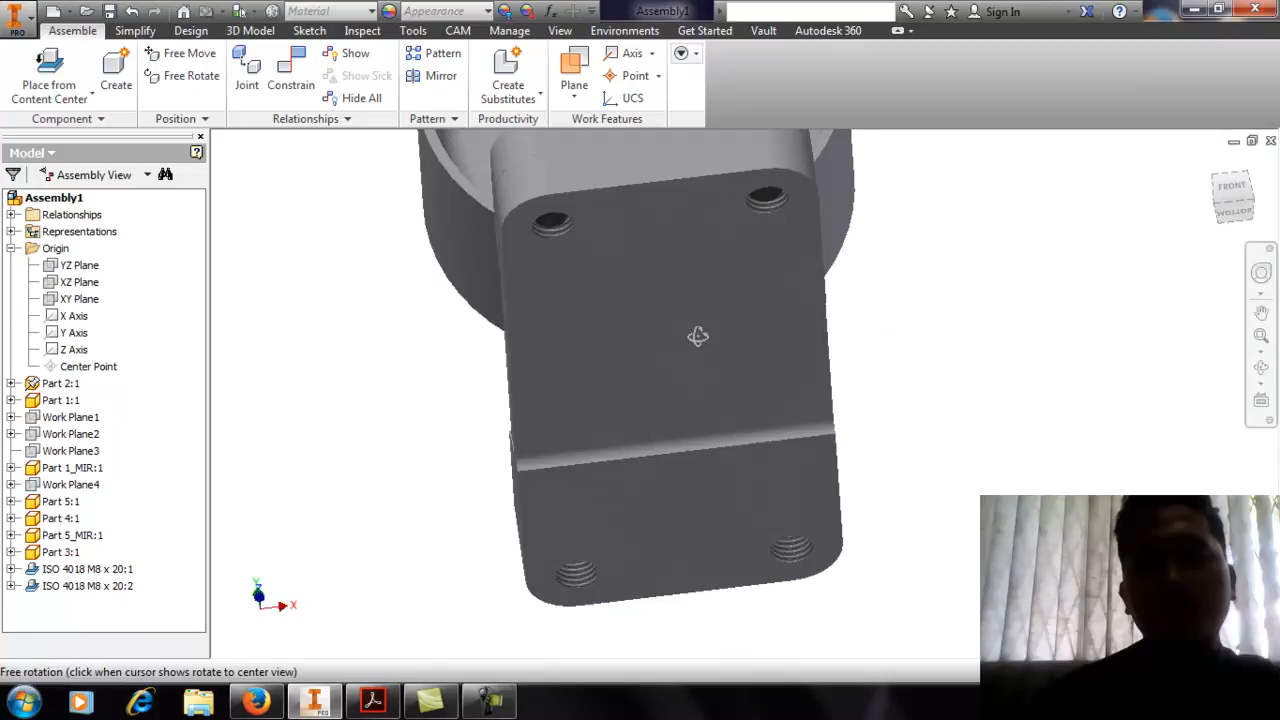 Material
Appearance
Assembly1
Sign In
PRO
Assemble Simplify Design 3D Model Sketch Inspect Tools CAM Manage View Environments Get Started Vault Autodesk 360
Place from Content Center
Create
Free Move
Free Rotate
Joint
Constrain
Show
Show Sick
Hide All
Pattern
Mirror
Create Substitutes
Plane
Axis
Point
UCS
Component Position Relationships Pattern Productivity Work Features
Model
Assembly View
Assembly1
Relationships
Representations
Origin
YZ Plane
XZ Plane
XY Plane
X Axis
Y Axis
Z Axis
Center Point
Part 2:1
Part 1:1
Work Plane1
Work Plane2
Work Plane3
Part 1_MIR:1
Work Plane4
Part 5:1
Part 4:1
Part 5_MIR:1
Part 3:1
ISO 4018 M8 x 20:1
ISO 4018 M8 x 20:2
FRONT
BOTTOM
Y
Z
X
Free rotation (click when cursor shows rotate to center view)
PRO